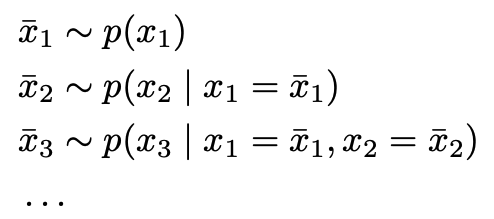 x̄₁ ~ p(x₁)
x̄₂ ~ p(x₂ | x₁ = x̄₁)
x̄₃ ~ p(x₃ | x₁ = x̄₁, x₂ = x̄₂)
...